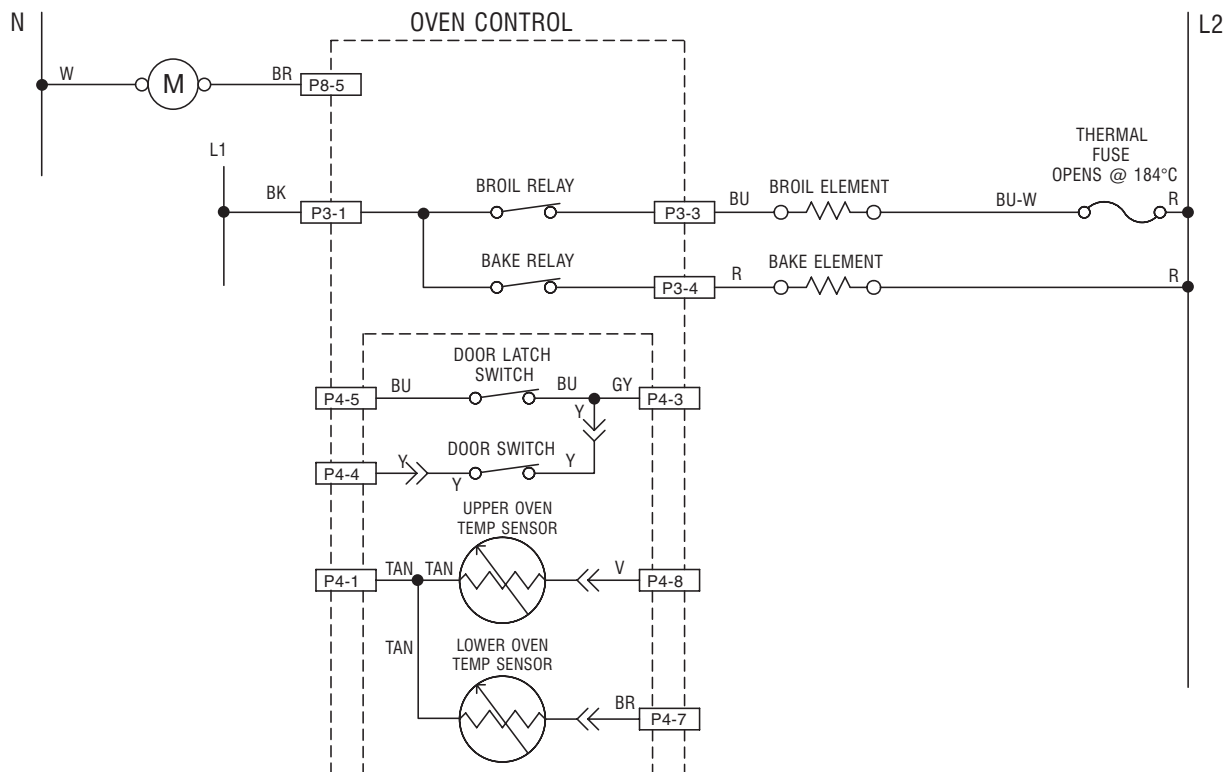 N
OVEN CONTROL
L2
W
M
BR
P8-5
L1
THERMAL
FUSE
OPENS @ 184°C
BK
P3-1
BROIL RELAY
P3-3
BU
BROIL ELEMENT
BU-W
R
BAKE RELAY
P3-4
R
BAKE ELEMENT
R
DOOR LATCH
SWITCH
P4-5
BU
BU
GY
P4-3
Y
DOOR SWITCH
P4-4
Y
Y
Y
UPPER OVEN
TEMP SENSOR
P4-1
TAN
TAN
V
P4-8
TAN
LOWER OVEN
TEMP SENSOR
BR
P4-7